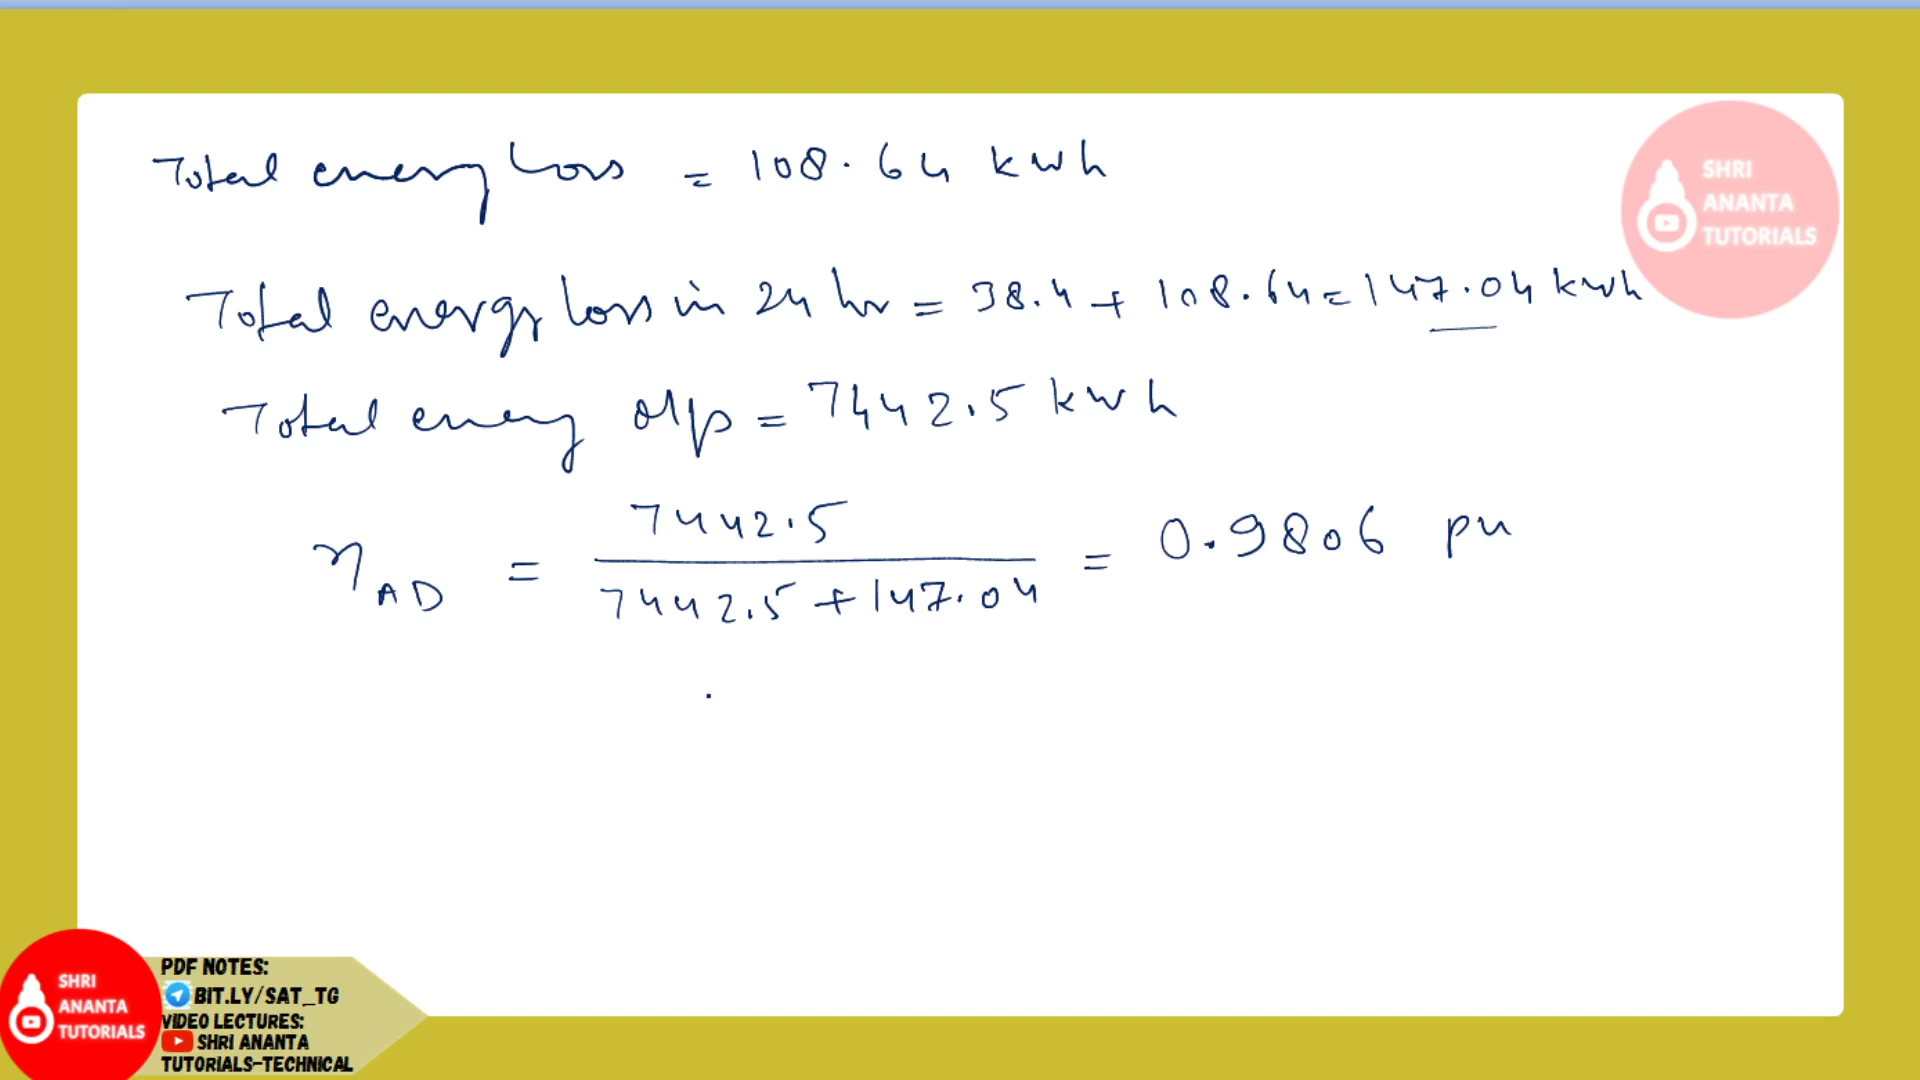 Total energy loss = 108.64 kwh
SHRI
ANANTA
TUTORIALS
Total energy loss in 24 hr = 38.4 + 108.64 = 147.04 kwh
Total energy o/p = 7442.5 kwh
η_AD = 7442.5 / (7442.5 + 147.04) = 0.9806 pu
SHRI
ANANTA
TUTORIALS
PDF NOTES:
BIT.LY/SAT_TG
VIDEO LECTURES:
SHRI ANANTA
TUTORIALS-TECHNICAL